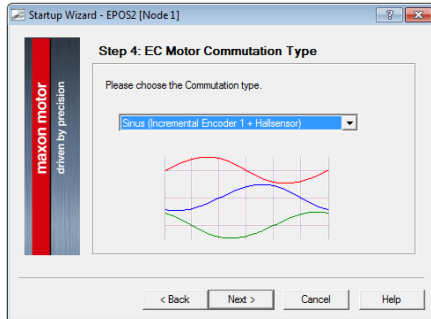 Startup Wizard - EPOS2 [Node 1]
Step 4: EC Motor Commutation Type
maxon motor
driven by precision
Please choose the Commutation type.
Sinus (Incremental Encoder 1 + Hallsensor)
< Back
Next >
Cancel
Help